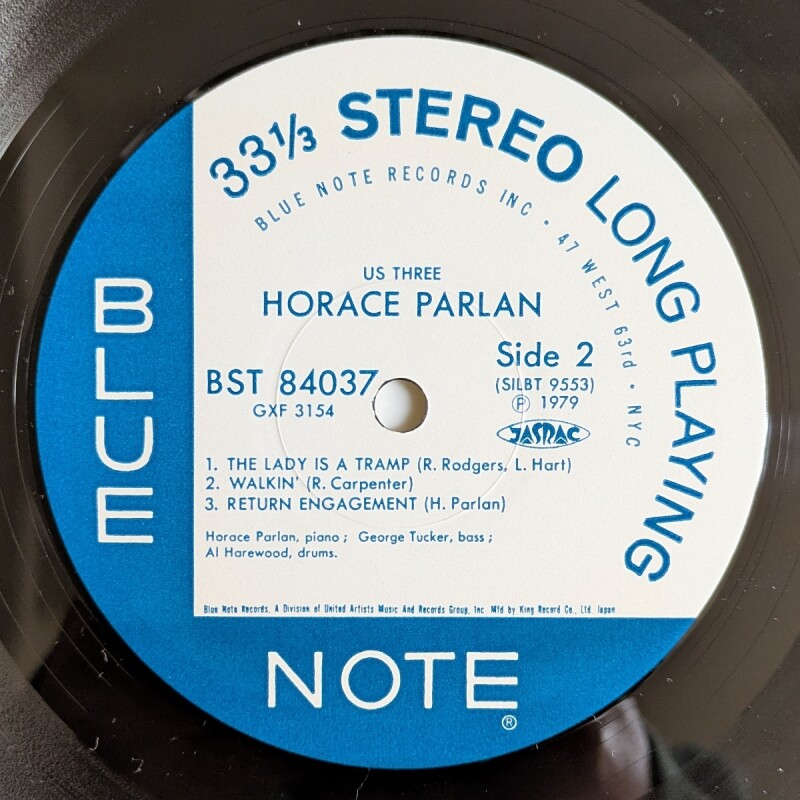 33⅓ STEREO LONG PLAYING
BLUE NOTE RECORDS INC • 47 WEST 63rd • NYC
US THREE
HORACE PARLAN
BST 84037
GXF 3154
Side 2
(SILBT 9553)
Ⓟ 1979
JASRAC
1. THE LADY IS A TRAMP (R. Rodgers, L. Hart)
2. WALKIN' (R. Carpenter)
3. RETURN ENGAGEMENT (H. Parlan)
Horace Parlan, piano ; George Tucker, bass ;
Al Harewood, drums.
Blue Note Records, A Division of United Artists Music And Records Group, Inc Mfd by King Record Co., Ltd. Japan
BLUE
NOTE®